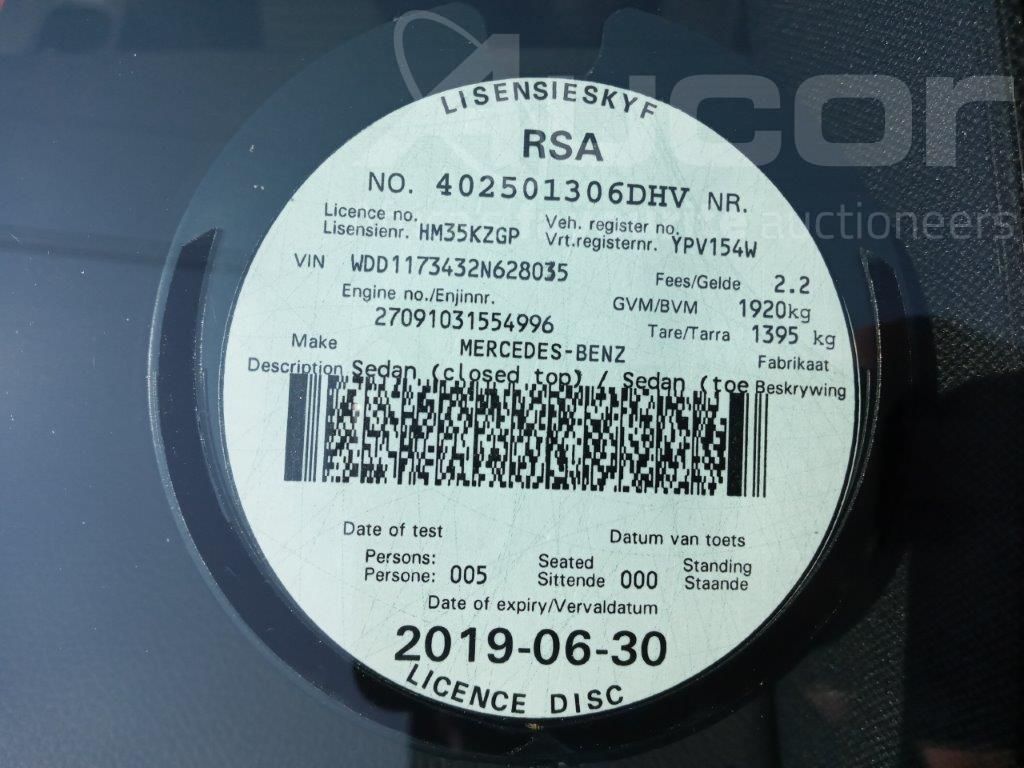 Aucor
auctioneers
LISENSIESKYF
RSA
NO. 402501306DHV NR.
Licence no. Veh. register no.
Lisensienr. HM35KZGP Vrt.registernr. YPV154W
VIN WDD1173432N628035 Fees/Gelde 2.2
Engine no./Enjinnr. GVM/BVM 1920kg
27091031554996 Tare/Tarra 1395 kg
Make MERCEDES-BENZ Fabrikaat
Description Sedan (closed top) / Sedan (toe Beskrywing
Date of test Datum van toets
Persons: Seated Standing
Persone: 005 Sittende 000 Staande
Date of expiry/Vervaldatum
2019-06-30
LICENCE DISC